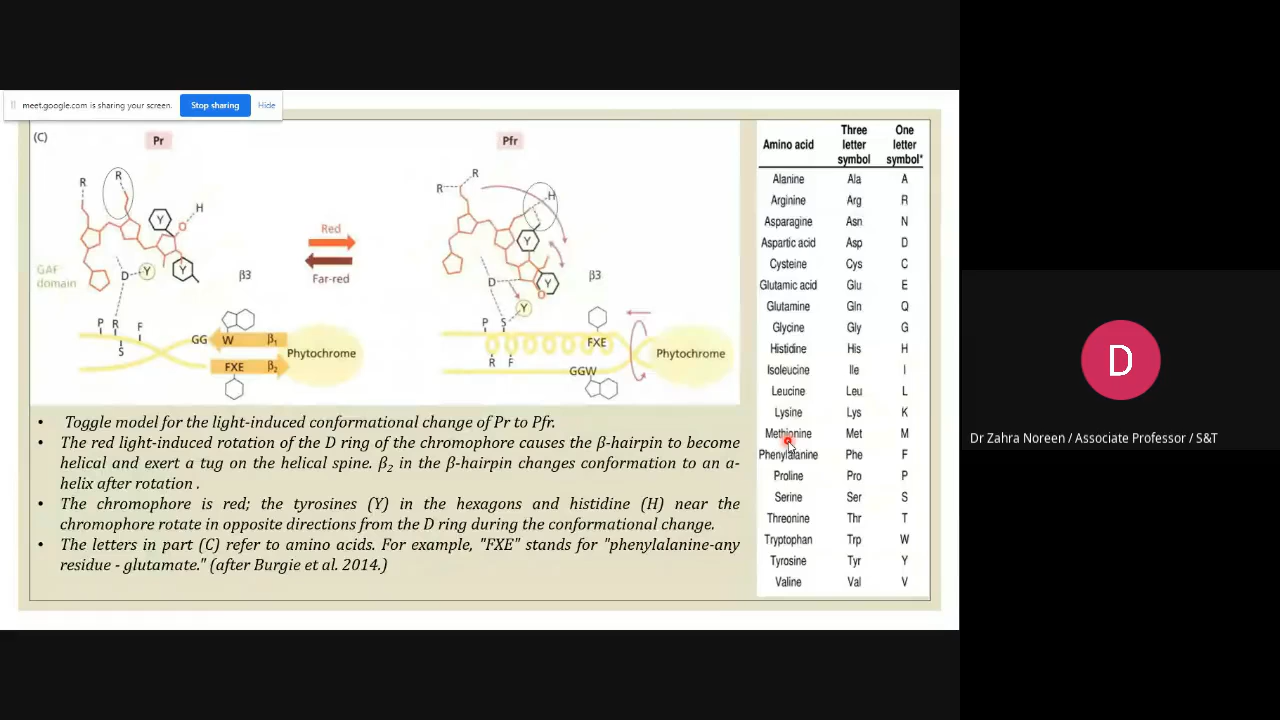 meet.google.com is sharing your screen.
Stop sharing
Hide
(C)
Pr
Pfr
R
R
Y
H
O
Y
D
Y
GAF
domain
β3
Red
Far-red
R
R
H
Y
D
Y
O
Y
β3
P R F
S
GG
W β₁
FXE β₂
Phytochrome
P S
R F
FXE
GGW
Phytochrome
• Toggle model for the light-induced conformational change of Pr to Pfr.
• The red light-induced rotation of the D ring of the chromophore causes the β-hairpin to become
helical and exert a tug on the helical spine. β₂ in the β-hairpin changes conformation to an a-
helix after rotation .
• The chromophore is red; the tyrosines (Y) in the hexagons and histidine (H) near the
chromophore rotate in opposite directions from the D ring during the conformational change.
• The letters in part (C) refer to amino acids. For example, "FXE" stands for "phenylalanine-any
residue - glutamate." (after Burgie et al. 2014.)
Amino acid Three letter symbol One letter symbol*
Alanine Ala A
Arginine Arg R
Asparagine Asn N
Aspartic acid Asp D
Cysteine Cys C
Glutamic acid Glu E
Glutamine Gln Q
Glycine Gly G
Histidine His H
Isoleucine Ile I
Leucine Leu L
Lysine Lys K
Methionine Met M
Phenylalanine Phe F
Proline Pro P
Serine Ser S
Threonine Thr T
Tryptophan Trp W
Tyrosine Tyr Y
Valine Val V
D
Dr Zahra Noreen / Associate Professor / S&T